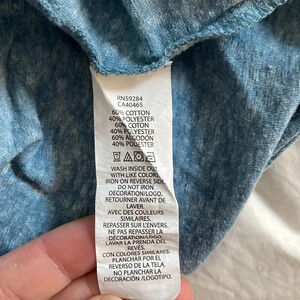 RN59284
CA40465
60% COTTON
40% POLYESTER
60% COTON
40% POLYESTER
60% ALGODÓN
40% POLIÉSTER
WASH INSIDE OUT
WITH LIKE COLORS.
IRON ON REVERSE SIDE.
DO NOT IRON
DECORATION/LOGO.
RETOURNER AVANT DE
LAVER.
AVEC DES COULEURS
SIMILAIRES.
REPASSER SUR L'ENVERS.
NE PAS REPASSER LA
DÉCORATION/LOGO
LAVAR LA PRENDA DEL
REVÉS.
CON COLORES SIMILARES.
PLANCHAR POR EL
REVERSO DE LA TELA.
NO PLANCHAR LA
DECORACIÓN/LOGOTIPO.